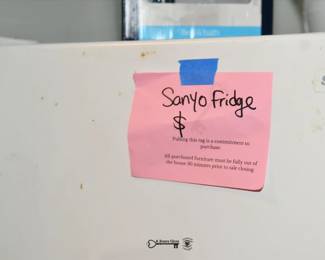 Sanyo Fridge
$
Pulling this tag is a commitment to
purchase
All purchased furniture must be fully out of
the house 30 minutes prior to sale closing